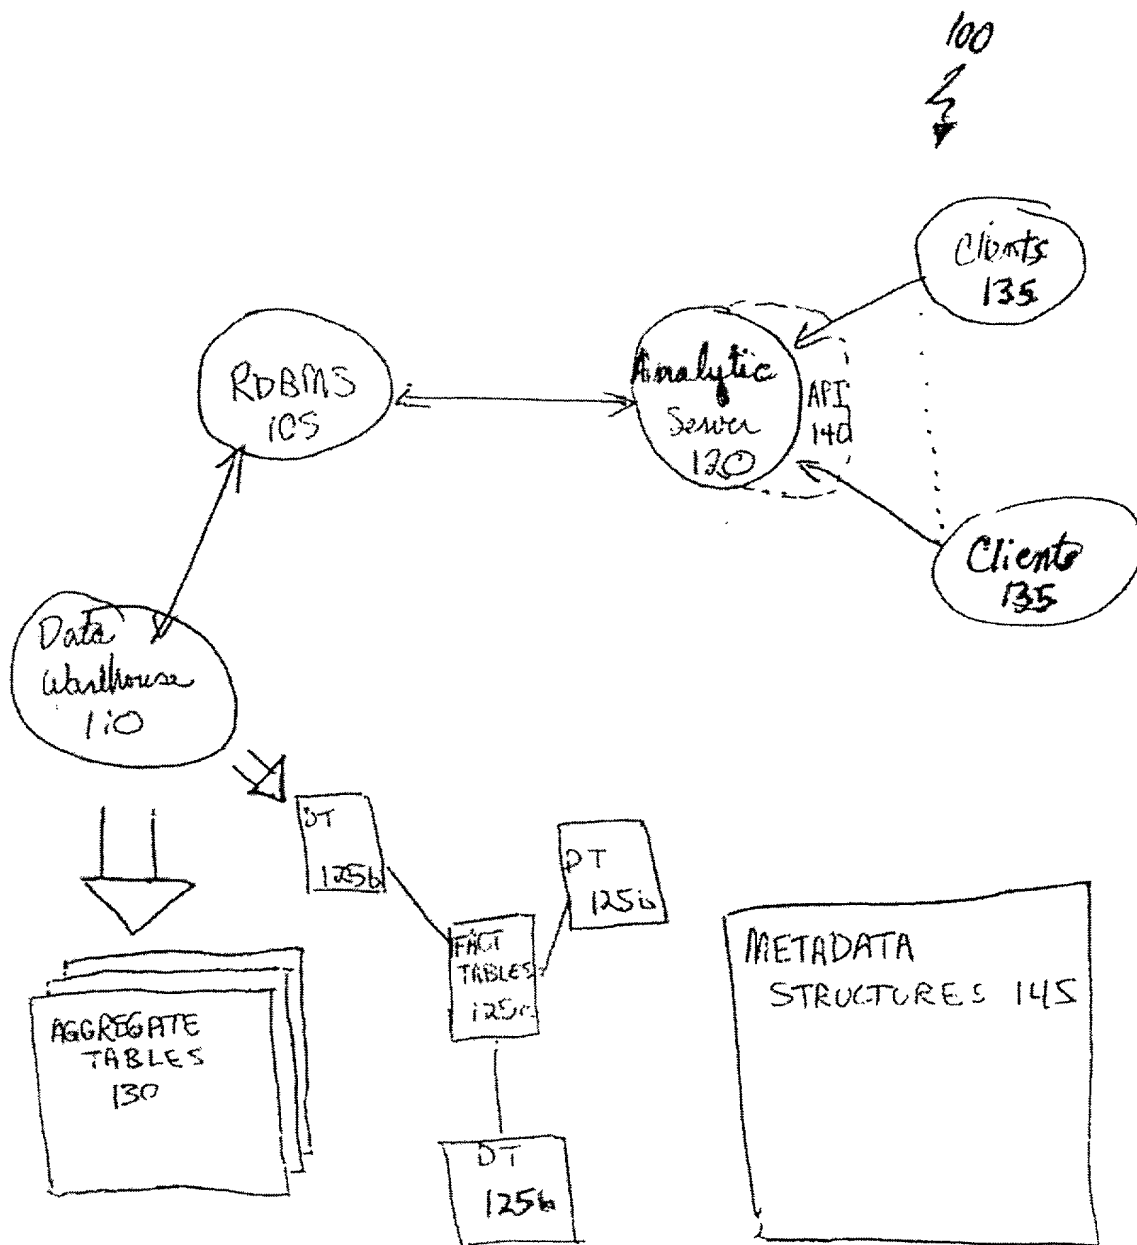 100
Clients
135
RDBMS
105
Analytic
Server
120
API
140
Clients
135
Data
Warehouse
110
DT
125b
DT
125b
FACT
TABLES
125a
METADATA
STRUCTURES 145
AGGREGATE
TABLES
130
DT
125b